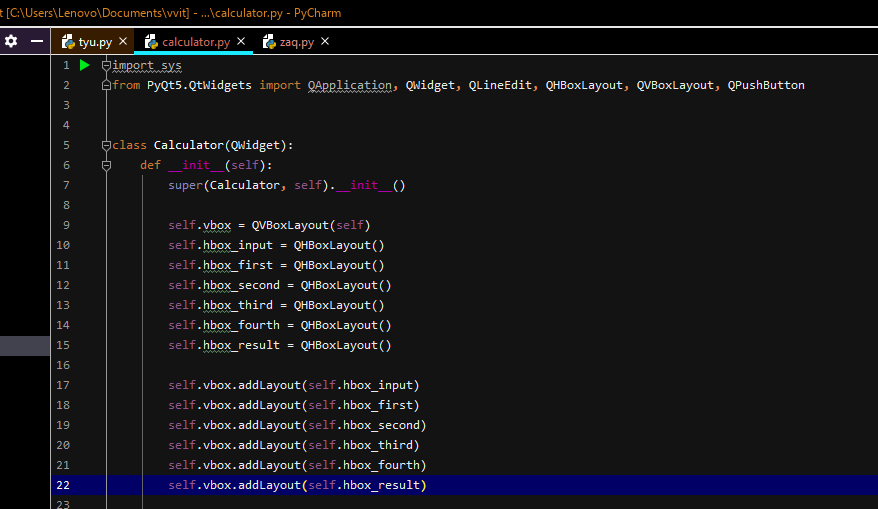 t [C:\Users\Lenovo\Documents\vvit] - ...\calculator.py - PyCharm
tyu.py calculator.py zaq.py
1 import sys
2 from PyQt5.QtWidgets import QApplication, QWidget, QLineEdit, QHBoxLayout, QVBoxLayout, QPushButton
3
4
5 class Calculator(QWidget):
6 def __init__(self):
7 super(Calculator, self).__init__()
8
9 self.vbox = QVBoxLayout(self)
10 self.hbox_input = QHBoxLayout()
11 self.hbox_first = QHBoxLayout()
12 self.hbox_second = QHBoxLayout()
13 self.hbox_third = QHBoxLayout()
14 self.hbox_fourth = QHBoxLayout()
15 self.hbox_result = QHBoxLayout()
16
17 self.vbox.addLayout(self.hbox_input)
18 self.vbox.addLayout(self.hbox_first)
19 self.vbox.addLayout(self.hbox_second)
20 self.vbox.addLayout(self.hbox_third)
21 self.vbox.addLayout(self.hbox_fourth)
22 self.vbox.addLayout(self.hbox_result)
23